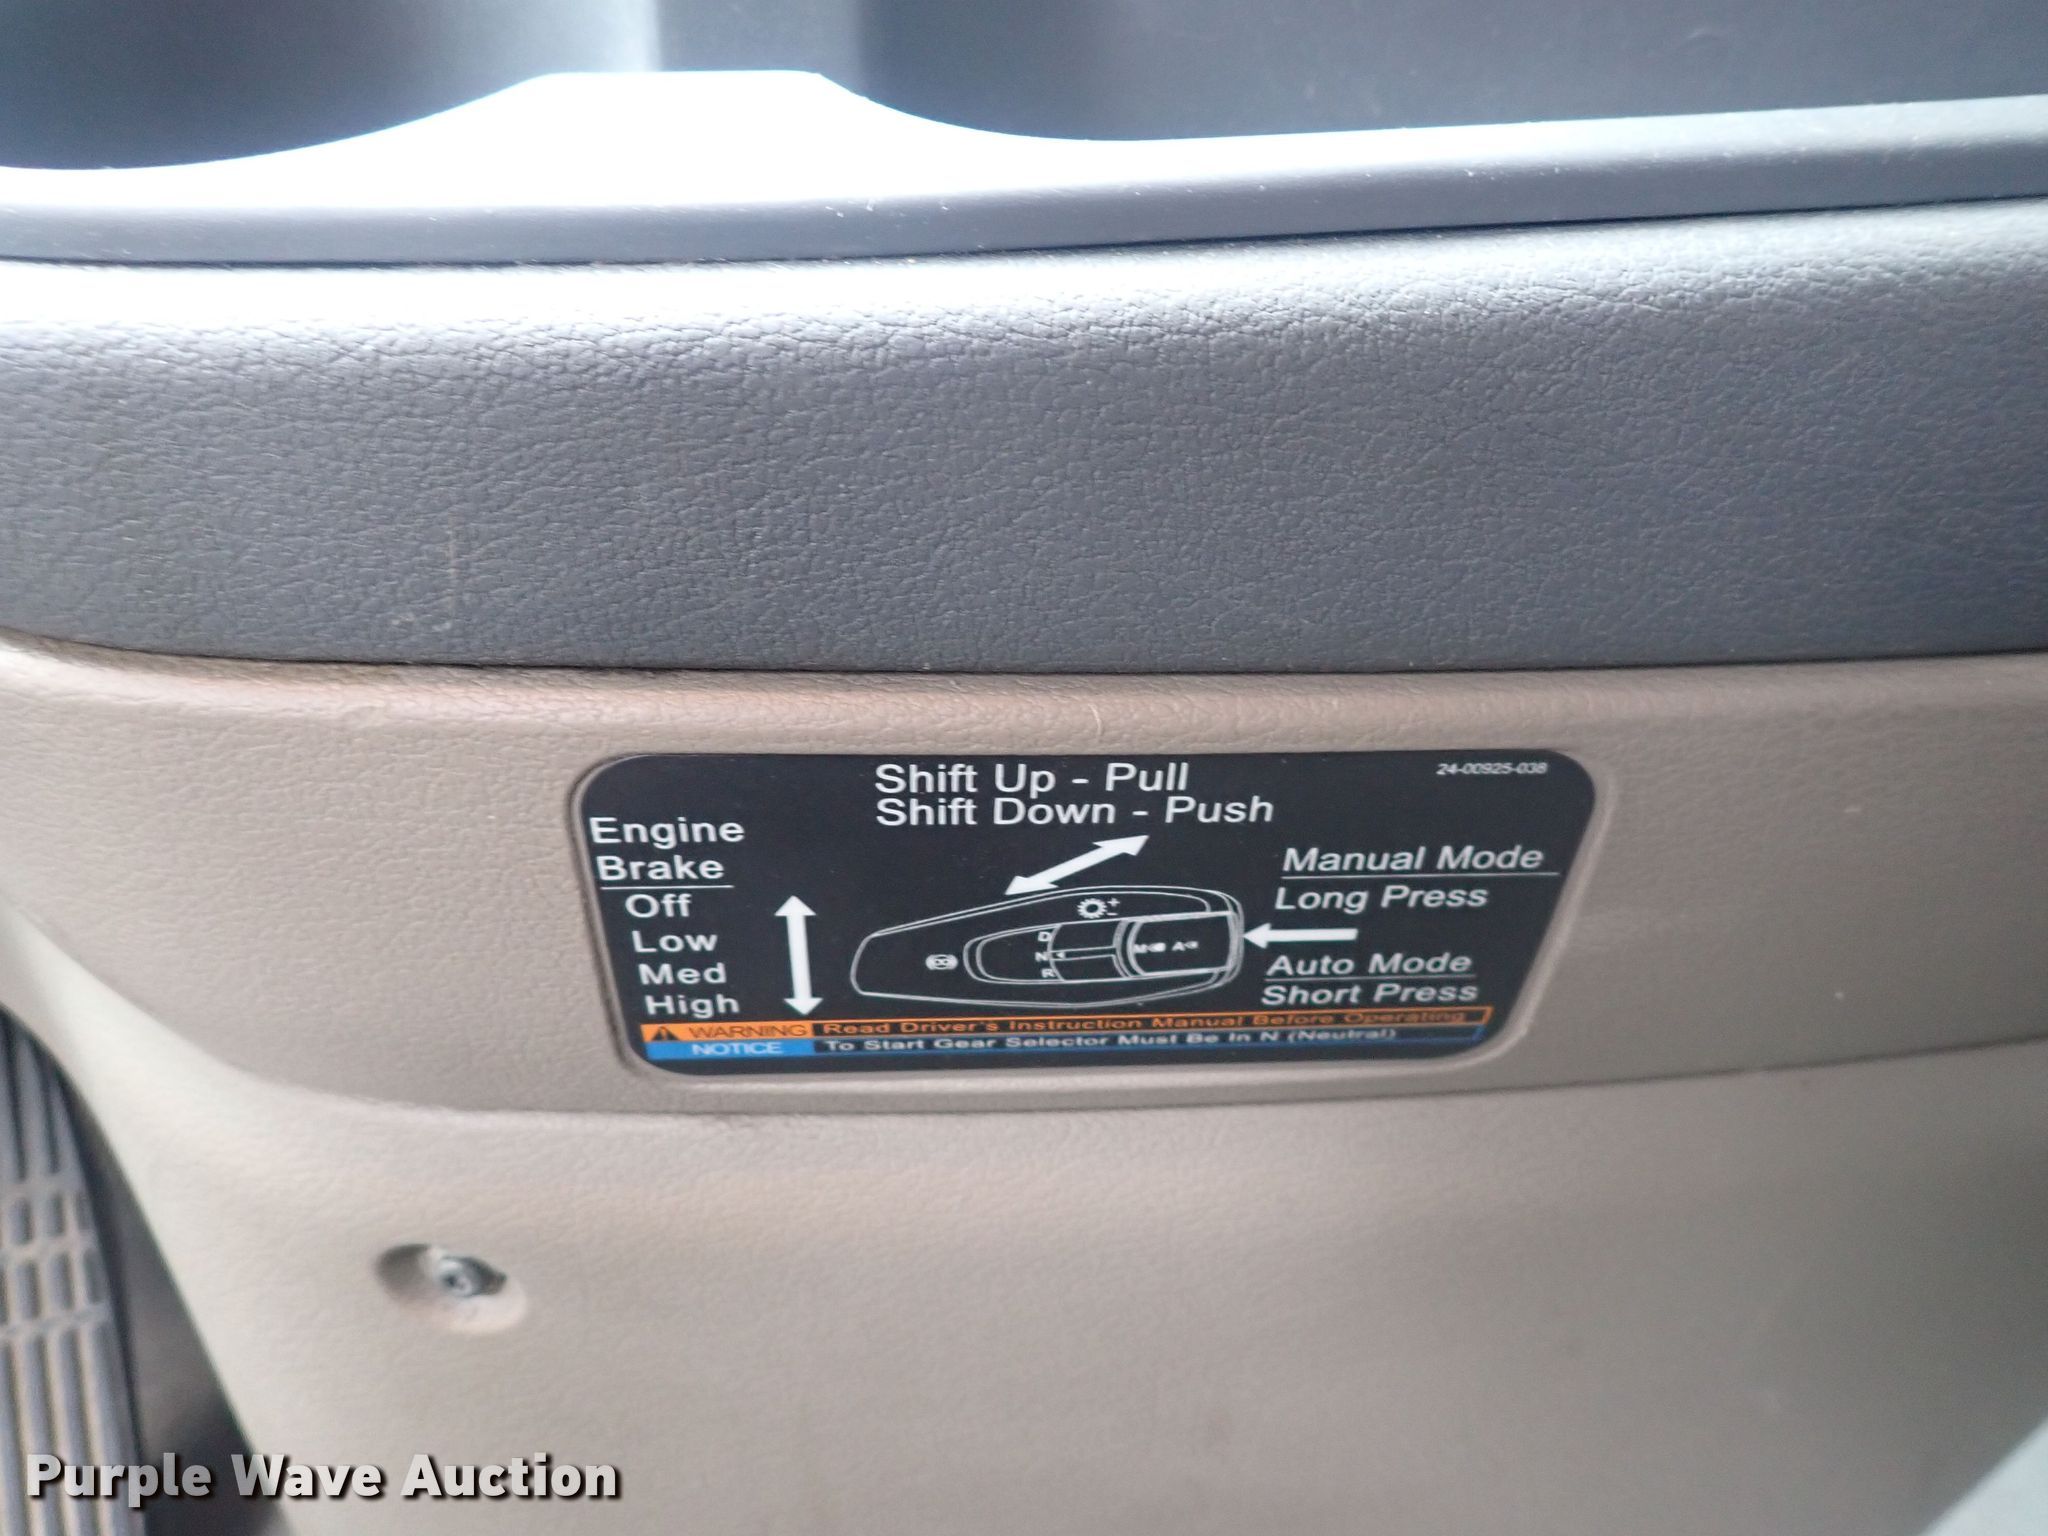 Shift Up - Pull
Shift Down - Push
24-00925-038
Engine
Brake
Off
Low
Med
High
D
N
R
+
-
M
A
Manual Mode
Long Press
Auto Mode
Short Press
WARNING Read Driver's Instruction Manual Before Operating
NOTICE To Start Gear Selector Must Be In N (Neutral)
Purple Wave Auction